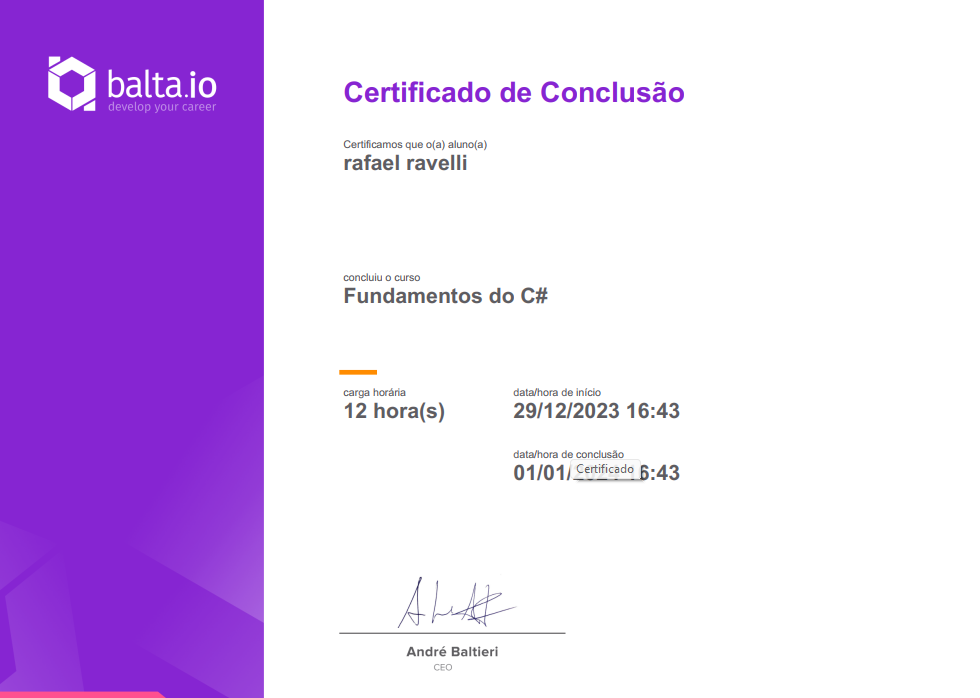 balta.io
develop your career
Certificado de Conclusão
Certificamos que o(a) aluno(a)
rafael ravelli
concluiu o curso
Fundamentos do C#
carga horária
12 hora(s)
data/hora de início
29/12/2023 16:43
data/hora de conclusão
01/01/ 16:43
Certificado
André Baltieri
CEO